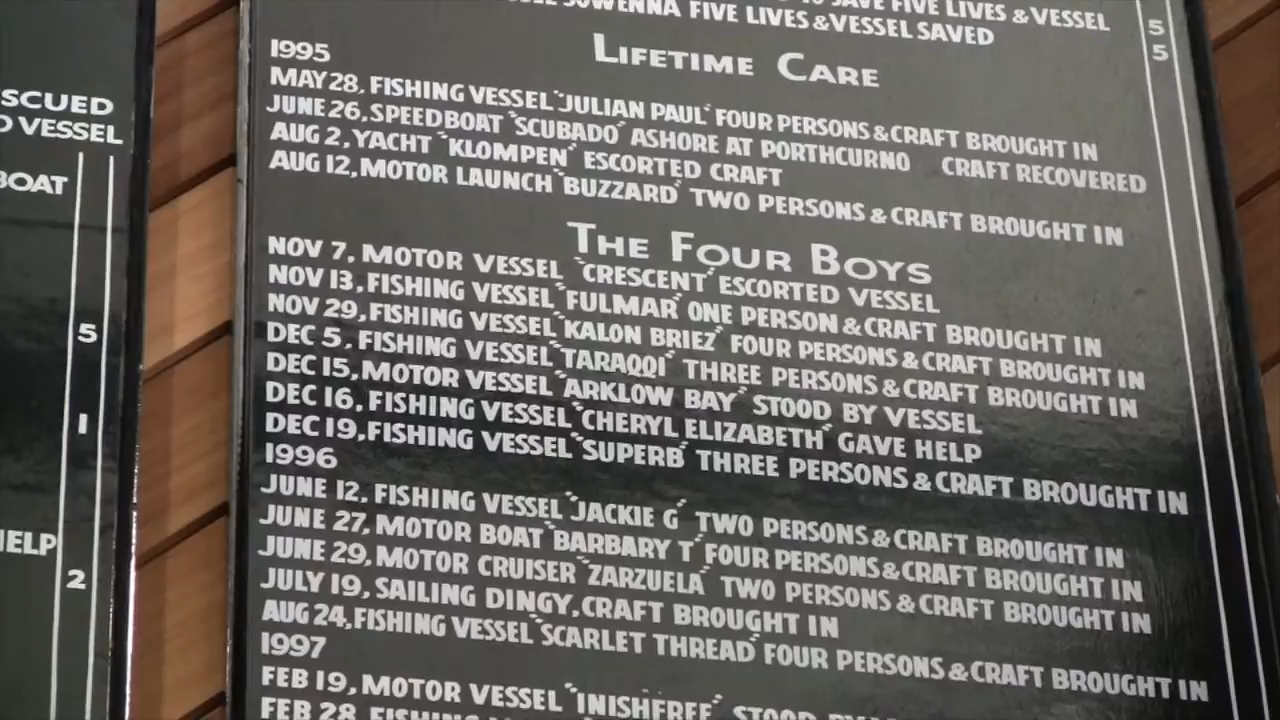 SCUED
VESSEL
BOAT
5
1
HELP
2
SAVE FIVE LIVES & VESSEL 5
FIVE LIVES & VESSEL SAVED 5
LIFETIME CARE
1995
MAY 28, FISHING VESSEL "JULIAN PAUL" FOUR PERSONS & CRAFT BROUGHT IN
JUNE 26, SPEEDBOAT "SCUBADO" ASHORE AT PORTHCURNO CRAFT RECOVERED
AUG 2, YACHT "KLOMPEN" ESCORTED CRAFT
AUG 12, MOTOR LAUNCH "BUZZARD" TWO PERSONS & CRAFT BROUGHT IN
THE FOUR BOYS
NOV 7, MOTOR VESSEL "CRESCENT" ESCORTED VESSEL
NOV 13, FISHING VESSEL "FULMAR" ONE PERSON & CRAFT BROUGHT IN
NOV 29, FISHING VESSEL "KALON BRIEZ" FOUR PERSONS & CRAFT BROUGHT IN
DEC 5, FISHING VESSEL "TARAQQI" THREE PERSONS & CRAFT BROUGHT IN
DEC 15, MOTOR VESSEL "ARKLOW BAY" STOOD BY VESSEL
DEC 16, FISHING VESSEL "CHERYL ELIZABETH" GAVE HELP
DEC 19, FISHING VESSEL "SUPERB" THREE PERSONS & CRAFT BROUGHT IN
1996
JUNE 12, FISHING VESSEL "JACKIE G" TWO PERSONS & CRAFT BROUGHT IN
JUNE 27, MOTOR BOAT "BARBARY T" FOUR PERSONS & CRAFT BROUGHT IN
JUNE 29, MOTOR CRUISER "ZARZUELA" TWO PERSONS & CRAFT BROUGHT IN
JULY 19, SAILING DINGY, CRAFT BROUGHT IN
AUG 24, FISHING VESSEL "SCARLET THREAD" FOUR PERSONS & CRAFT BROUGHT IN
1997
FEB 19, MOTOR VESSEL "INISHFREE" STOOD BY
FEB 28, FISHING